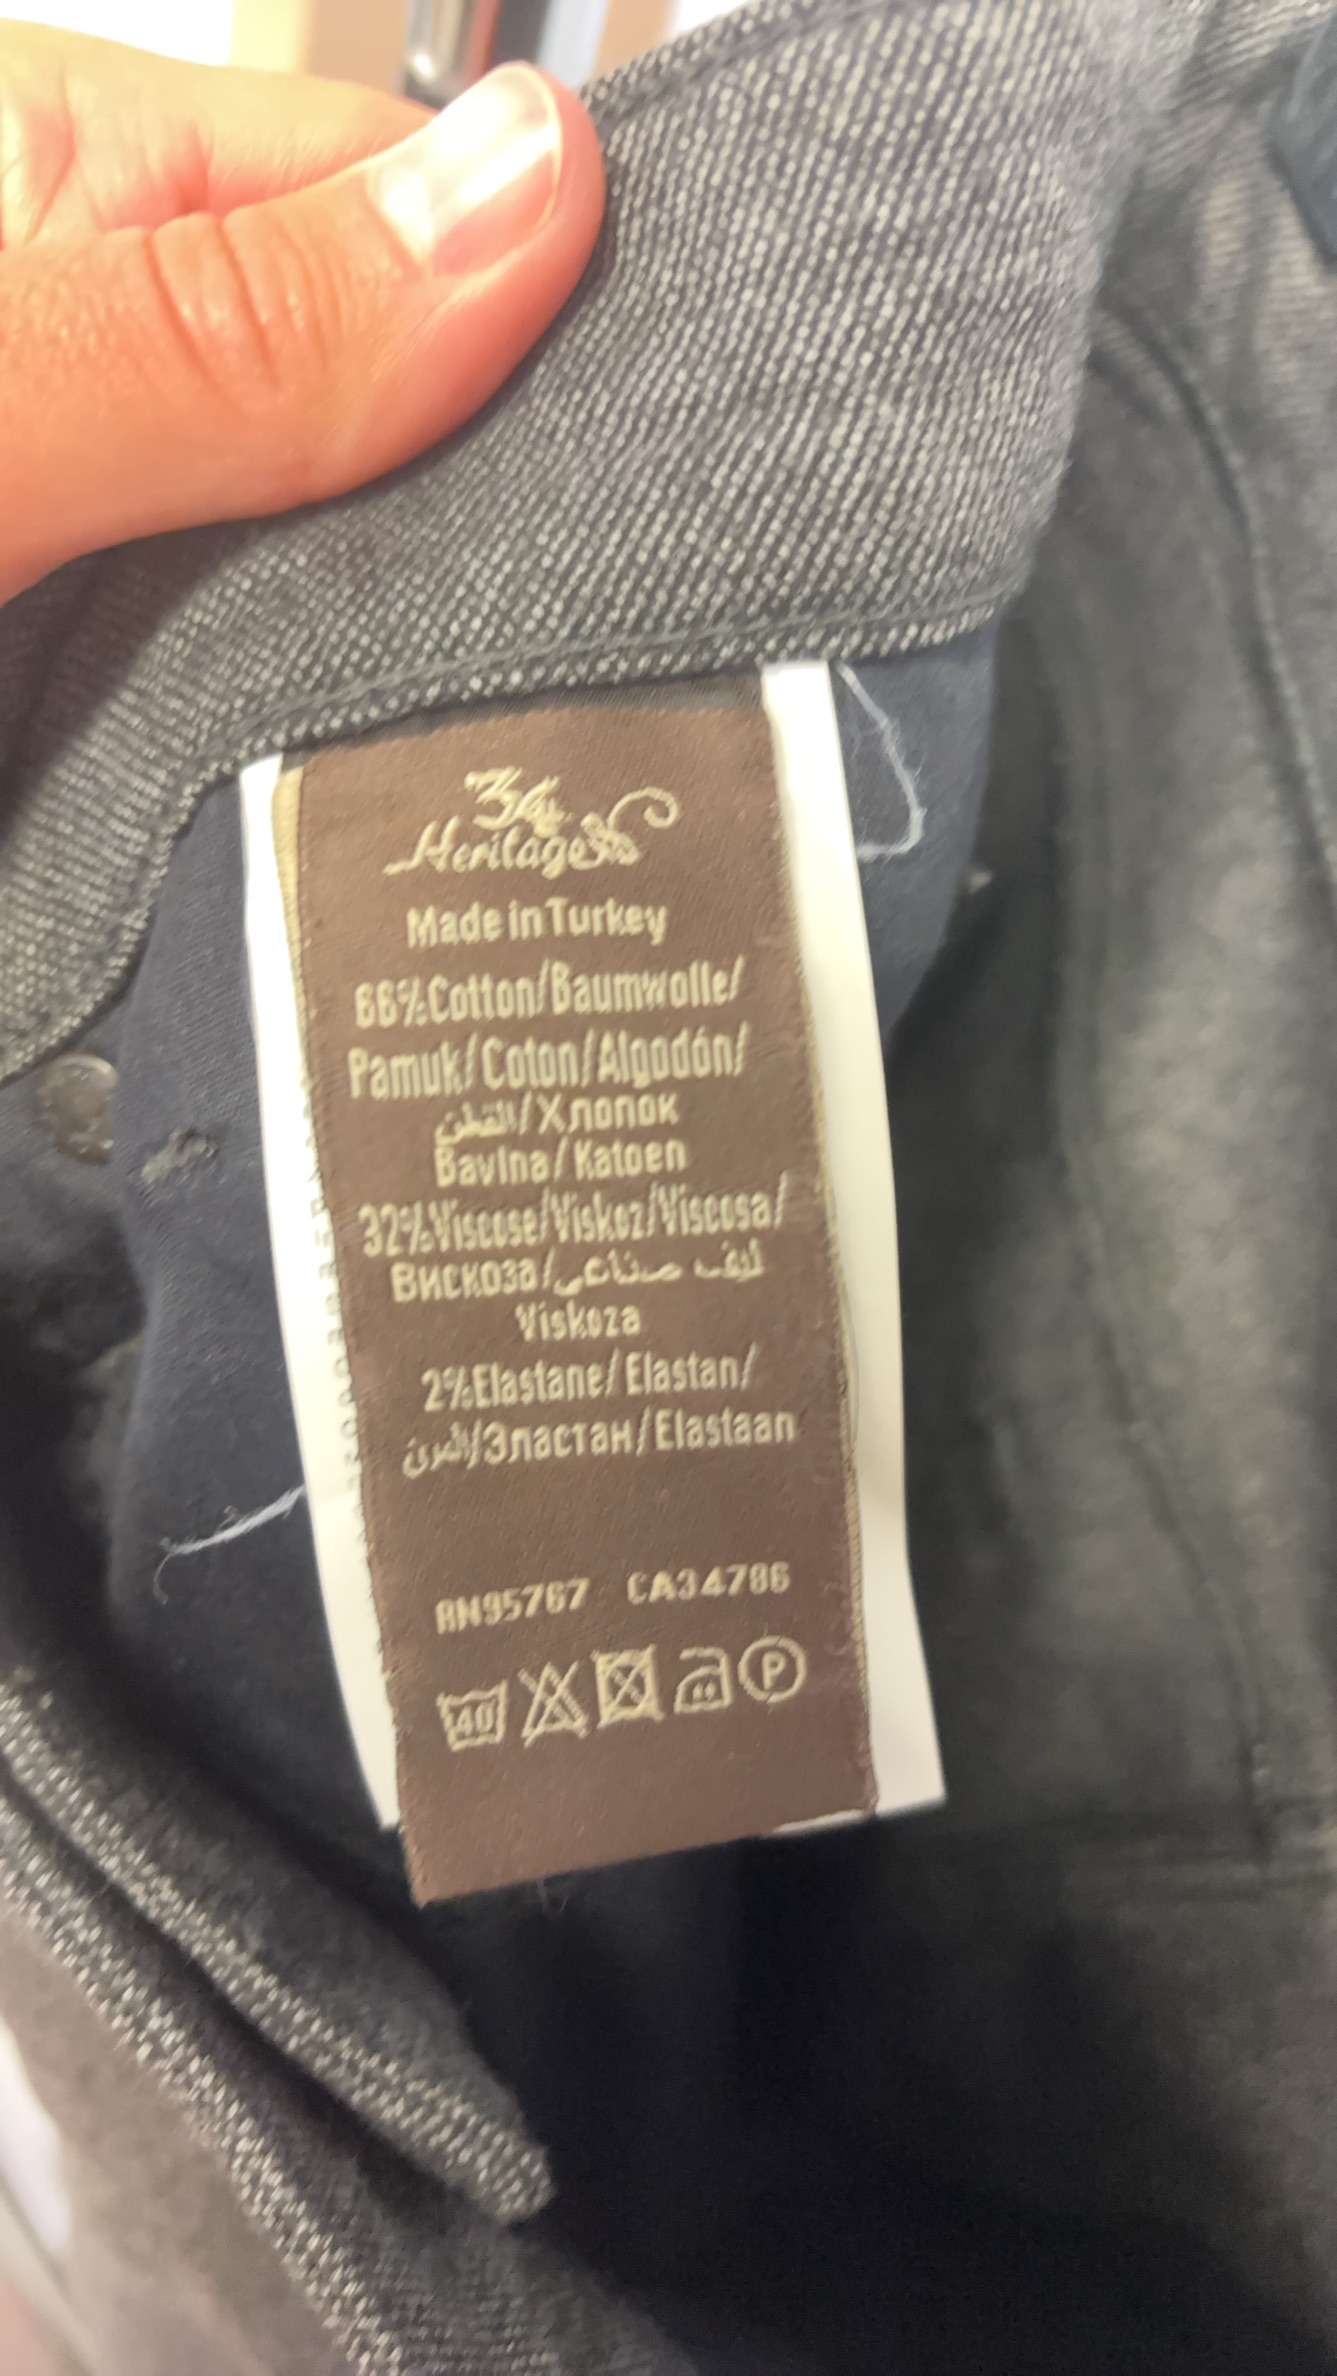 34
Heritage
Made in Turkey
66% Cotton/Baumwolle/
Pamuk/Coton/Algodón/
القطن/Хлопок
Bavlna/Katoen
32% Viscose/Viskoz/Viscosa/
Вискоза/ليف صناعي
Viskoza
2% Elastane/Elastan/
المرن/Эластан/Elastaan
RN95767 CA34786
40 P